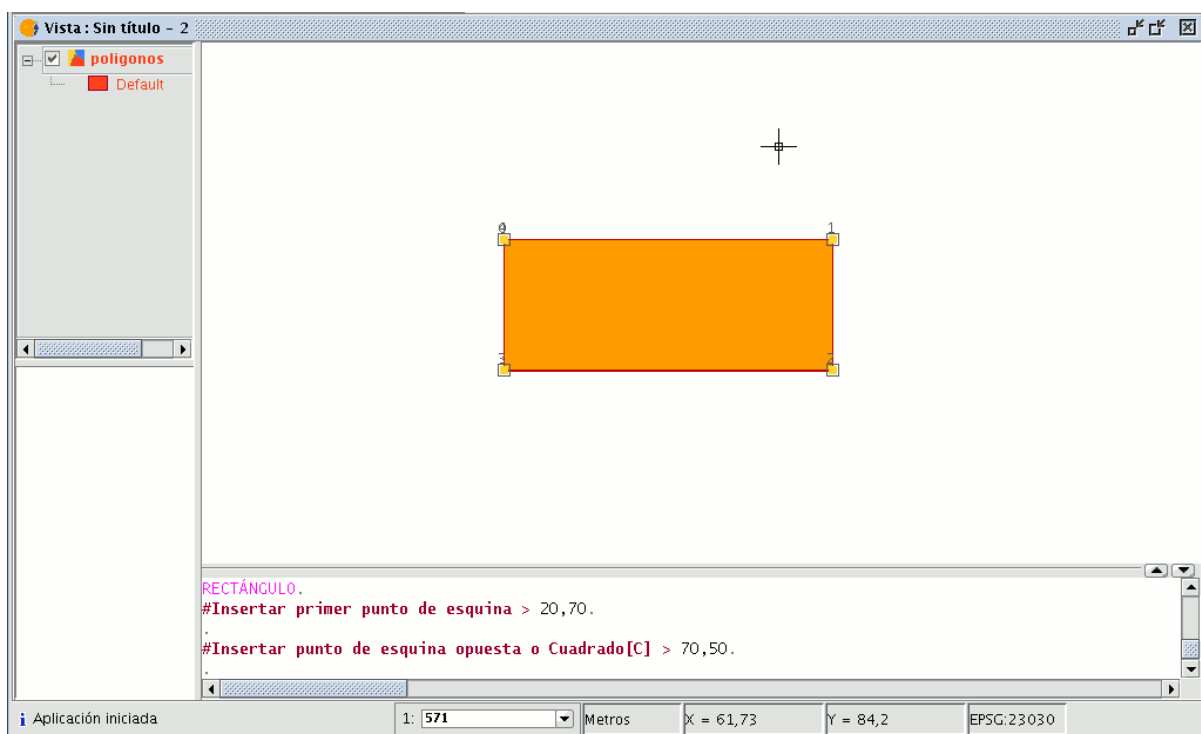 Vista : Sin título - 2
poligonos
Default
1
RECTÁNGULO.
#Insertar primer punto de esquina > 20,70.
.
#Insertar punto de esquina opuesta o Cuadrado[C] > 70,50.
.
i Aplicación iniciada
1: 571
Metros
X = 61,73
Y = 84,2
EPSG:23030